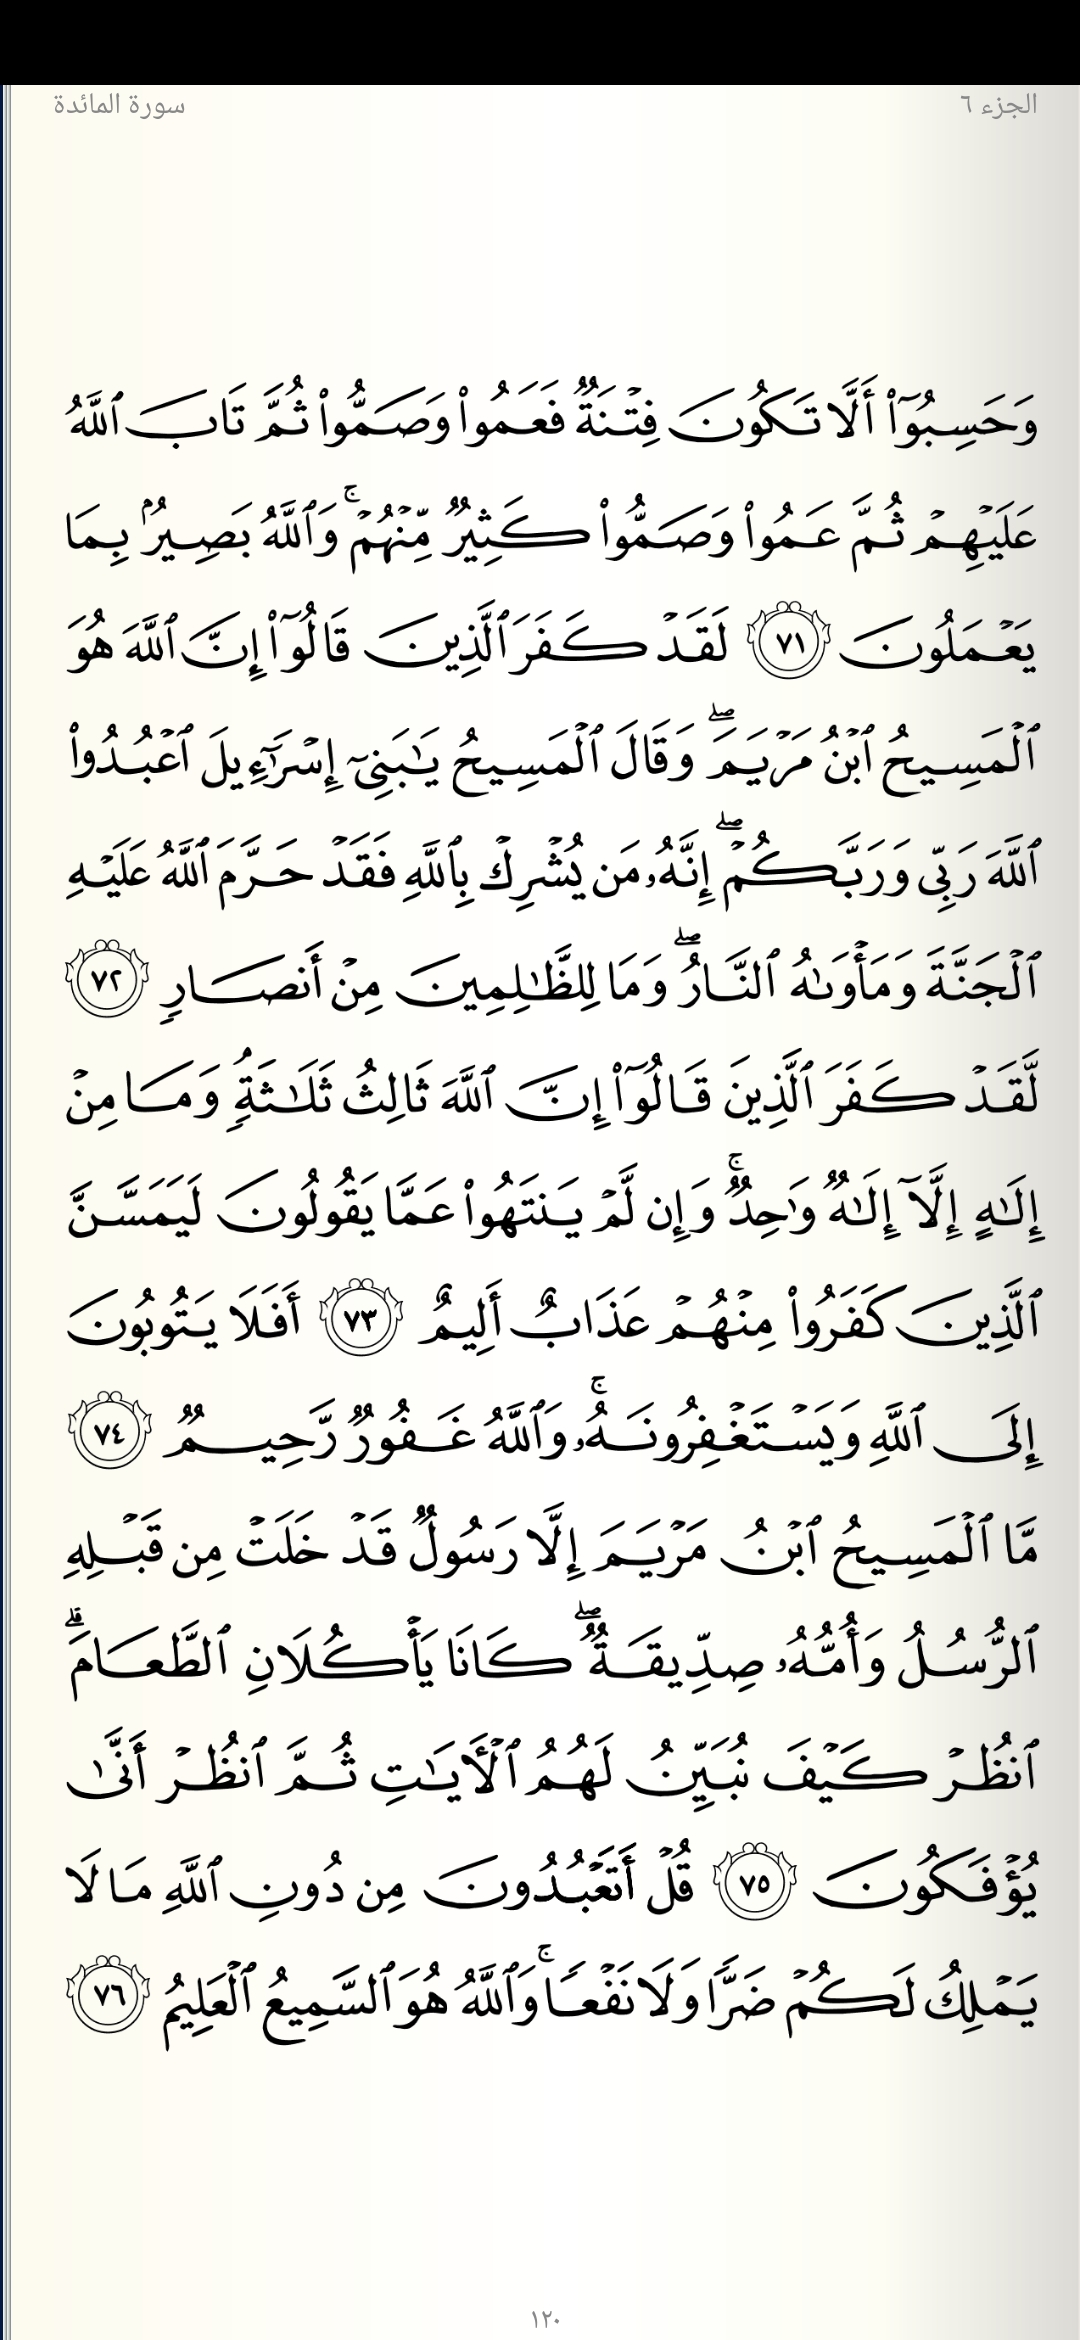 الجزء ٦
سورة المائدة
وَحَسِبُوٓا۟ أَلَّا تَكُونَ فِتْنَةٌ فَعَمُوا۟ وَصَمُّوا۟ ثُمَّ تَابَ ٱللَّهُ
عَلَيْهِمْ ثُمَّ عَمُوا۟ وَصَمُّوا۟ كَثِيرٌ مِّنْهُمْ ۚ وَٱللَّهُ بَصِيرٌۢ بِمَا
يَعْمَلُونَ ٧١ لَقَدْ كَفَرَ ٱلَّذِينَ قَالُوٓا۟ إِنَّ ٱللَّهَ هُوَ
ٱلْمَسِيحُ ٱبْنُ مَرْيَمَ ۖ وَقَالَ ٱلْمَسِيحُ يَـٰبَنِىٓ إِسْرَٰٓءِيلَ ٱعْبُدُوا۟
ٱللَّهَ رَبِّى وَرَبَّكُمْ ۖ إِنَّهُۥ مَن يُشْرِكْ بِٱللَّهِ فَقَدْ حَرَّمَ ٱللَّهُ عَلَيْهِ
ٱلْجَنَّةَ وَمَأْوَىٰهُ ٱلنَّارُ ۖ وَمَا لِلظَّـٰلِمِينَ مِنْ أَنصَارٍ ٧٢
لَّقَدْ كَفَرَ ٱلَّذِينَ قَالُوٓا۟ إِنَّ ٱللَّهَ ثَالِثُ ثَلَـٰثَةٍۘ وَمَا مِنْ
إِلَـٰهٍ إِلَّآ إِلَـٰهٌ وَٰحِدٌ ۚ وَإِن لَّمْ يَنتَهُوا۟ عَمَّا يَقُولُونَ لَيَمَسَّنَّ
ٱلَّذِينَ كَفَرُوا۟ مِنْهُمْ عَذَابٌ أَلِيمٌ ٧٣ أَفَلَا يَتُوبُونَ
إِلَى ٱللَّهِ وَيَسْتَغْفِرُونَهُۥ ۚ وَٱللَّهُ غَفُورٌ رَّحِيمٌ ٧٤
مَّا ٱلْمَسِيحُ ٱبْنُ مَرْيَمَ إِلَّا رَسُولٌ قَدْ خَلَتْ مِن قَبْلِهِ
ٱلرُّسُلُ وَأُمُّهُۥ صِدِّيقَةٌ ۖ كَانَا يَأْكُلَانِ ٱلطَّعَامَ ۗ
ٱنظُرْ كَيْفَ نُبَيِّنُ لَهُمُ ٱلْـَٔايَـٰتِ ثُمَّ ٱنظُرْ أَنَّىٰ
يُؤْفَكُونَ ٧٥ قُلْ أَتَعْبُدُونَ مِن دُونِ ٱللَّهِ مَا لَا
يَمْلِكُ لَكُمْ ضَرًّا وَلَا نَفْعًا ۚ وَٱللَّهُ هُوَ ٱلسَّمِيعُ ٱلْعَلِيمُ ٧٦
١٢٠